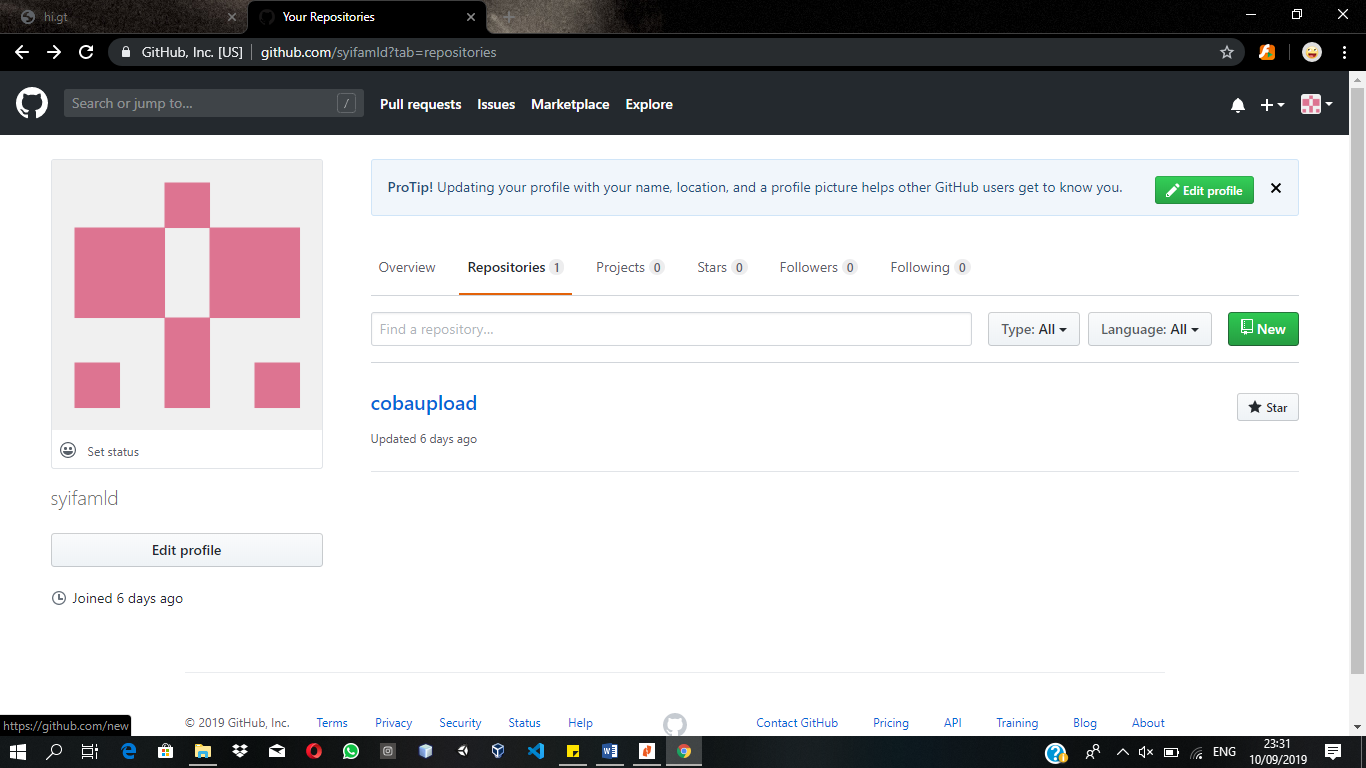 hi.gt
Your Repositories
GitHub, Inc. [US]
github.com/syifamld?tab=repositories
Search or jump to...
/
Pull requests
Issues
Marketplace
Explore
ProTip! Updating your profile with your name, location, and a profile picture helps other GitHub users get to know you.
Edit profile
Overview
Repositories 1
Projects 0
Stars 0
Followers 0
Following 0
Find a repository...
Type: All
Language: All
New
cobaupload
Star
Updated 6 days ago
Set status
syifamld
Edit profile
Joined 6 days ago
© 2019 GitHub, Inc.
Terms
Privacy
Security
Status
Help
Contact GitHub
Pricing
API
Training
Blog
About
https://github.com/new
ENG
23:31
10/09/2019